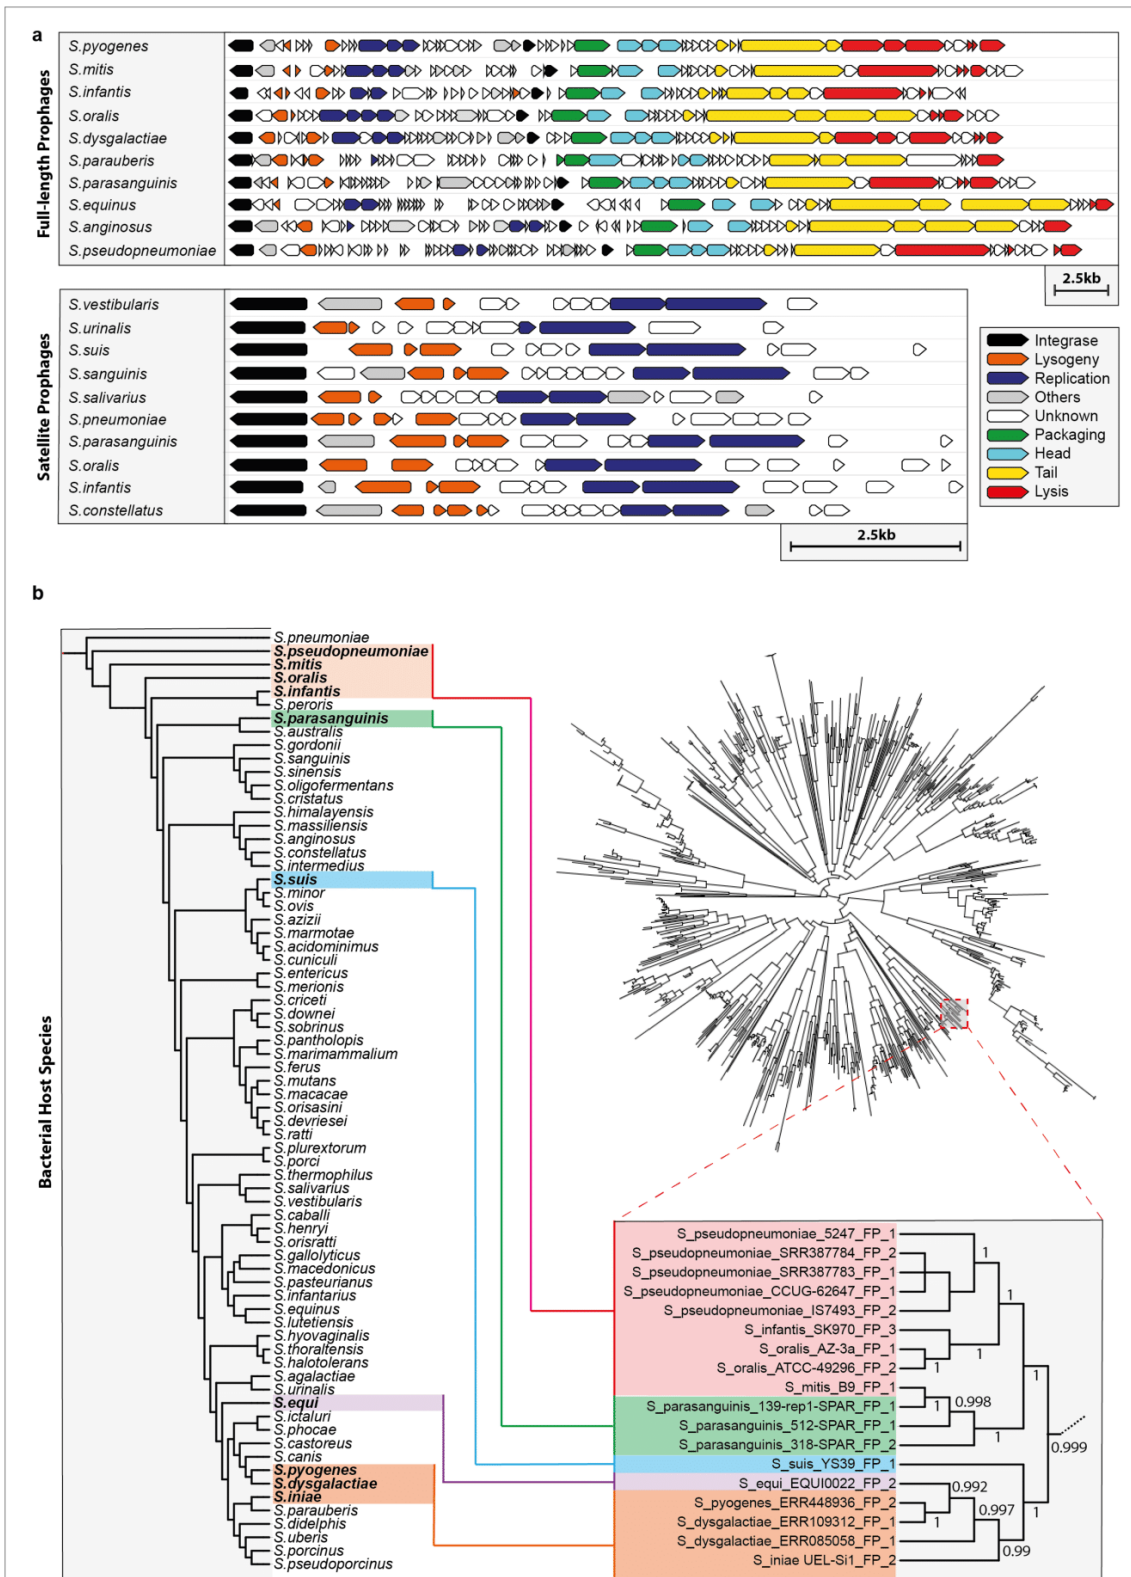 a
Full-length Prophages
S.pyogenes
S.mitis
S.infantis
S.oralis
S.dysgalactiae
S.parauberis
S.parasanguinis
S.equinus
S.anginosus
S.pseudopneumoniae
2.5kb
Satellite Prophages
S.vestibularis
S.urinalis
S.suis
S.sanguinis
S.salivarius
S.pneumoniae
S.parasanguinis
S.oralis
S.infantis
S.constellatus
2.5kb
Integrase
Lysogeny
Replication
Others
Unknown
Packaging
Head
Tail
Lysis
b
Bacterial Host Species
S.pneumoniae
S.pseudopneumoniae
S.mitis
S.oralis
S.infantis
S.peroris
S.parasanguinis
S.australis
S.gordonii
S.sanguinis
S.sinensis
S.oligofermentans
S.cristatus
S.himalayensis
S.massiliensis
S.anginosus
S.constellatus
S.intermedius
S.suis
S.minor
S.ovis
S.azizii
S.marmotae
S.acidominimus
S.cuniculi
S.entericus
S.merionis
S.criceti
S.downei
S.sobrinus
S.pantholopis
S.marimammalium
S.ferus
S.mutans
S.macacae
S.orisasini
S.devriesei
S.ratti
S.plurextorum
S.porci
S.thermophilus
S.salivarius
S.vestibularis
S.caballi
S.henryi
S.orisratti
S.gallolyticus
S.macedonicus
S.pasteurianus
S.infantarius
S.equinus
S.lutetiensis
S.hyovaginalis
S.thoraltensis
S.halotolerans
S.agalactiae
S.urinalis
S.equi
S.ictaluri
S.phocae
S.castoreus
S.canis
S.pyogenes
S.dysgalactiae
S.iniae
S.parauberis
S.didelphis
S.uberis
S.porcinus
S.pseudoporcinus
S_pseudopneumoniae_5247_FP_1
S_pseudopneumoniae_SRR387784_FP_2
S_pseudopneumoniae_SRR387783_FP_1
S_pseudopneumoniae_CCUG-62647_FP_1
S_pseudopneumoniae_IS7493_FP_2
S_infantis_SK970_FP_3
S_oralis_AZ-3a_FP_1
S_oralis_ATCC-49296_FP_2
S_mitis_B9_FP_1
S_parasanguinis_139-rep1-SPAR_FP_1
S_parasanguinis_512-SPAR_FP_1
S_parasanguinis_318-SPAR_FP_2
S_suis_YS39_FP_1
S_equi_EQUI0022_FP_2
S_pyogenes_ERR448936_FP_2
S_dysgalactiae_ERR109312_FP_1
S_dysgalactiae_ERR085058_FP_1
S_iniae UEL-Si1_FP_2
1
1
1
1
1
0.998
1
1
0.999
0.992
1
0.997
1
0.99